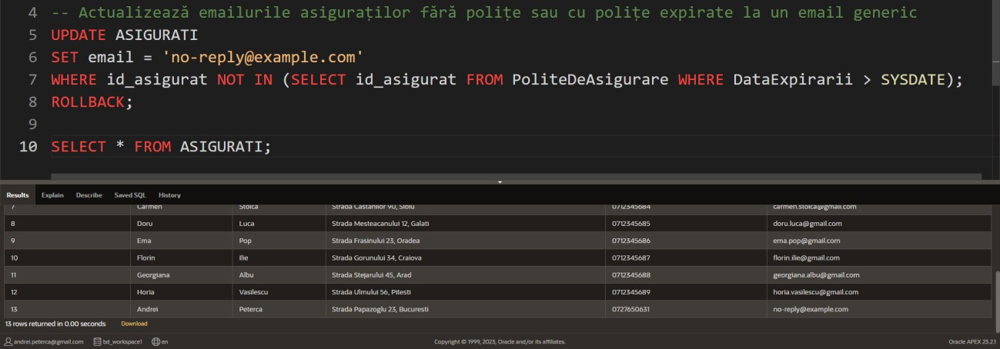 4 -- Actualizează emailurile asiguraților fără polițe sau cu polițe expirate la un email generic
5 UPDATE ASIGURATI
6 SET email = 'no-reply@example.com'
7 WHERE id_asigurat NOT IN (SELECT id_asigurat FROM PoliteDeAsigurare WHERE DataExpirarii > SYSDATE);
8 ROLLBACK;
9
10 SELECT * FROM ASIGURATI;
Results Explain Describe Saved SQL History
7 Carmen Stoica Strada Castanilor 90, Sibiu 0712345684 carmen.stoica@gmail.com
8 Doru Luca Strada Mesteacanului 12, Galati 0712345685 doru.luca@gmail.com
9 Ema Pop Strada Frasinului 23, Oradea 0712345686 ema.pop@gmail.com
10 Florin Ilie Strada Gorunului 34, Craiova 0712345687 florin.ilie@gmail.com
11 Georgiana Albu Strada Stejarului 45, Arad 0712345688 georgiana.albu@gmail.com
12 Horia Vasilescu Strada Ulmului 56, Pitesti 0712345689 horia.vasilescu@gmail.com
13 Andrei Peterca Strada Papazoglu 23, Bucuresti 0727650631 no-reply@example.com
13 rows returned in 0.00 seconds Download
andrei.peterca@gmail.com bd_workspace1 en Copyright © 1999, 2023, Oracle and/or its affiliates. Oracle APEX 23.2.1